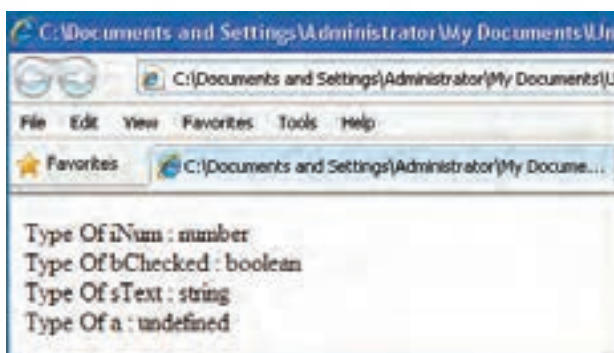 C:\Documents and Settings\Administrator\My Documents\Un
C:\Documents and Settings\Administrator\My Documents\U
File Edit View Favorites Tools Help
Favorites C:\Documents and Settings\Administrator\My Docume...
Type Of iNum : number
Type Of bChecked : boolean
Type Of sText : string
Type Of a : undefined